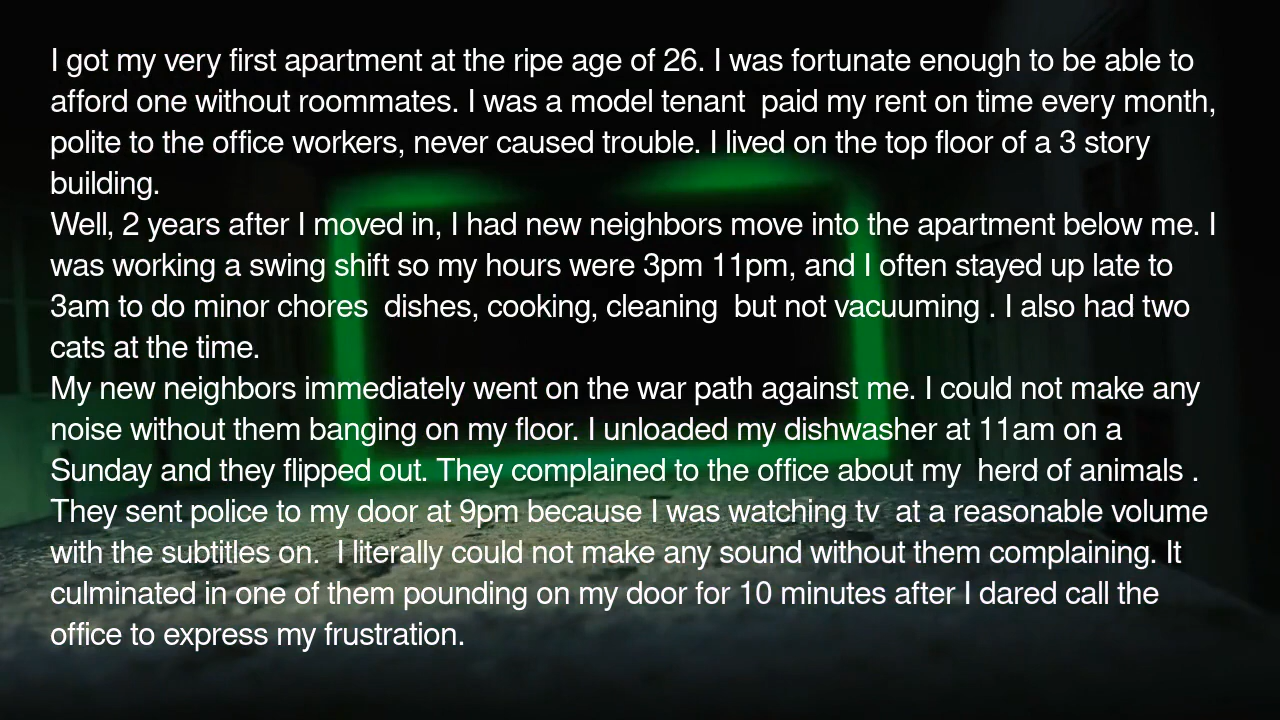 I got my very first apartment at the ripe age of 26. I was fortunate enough to be able to
afford one without roommates. I was a model tenant  paid my rent on time every month,
polite to the office workers, never caused trouble. I lived on the top floor of a 3 story
building.
Well, 2 years after I moved in, I had new neighbors move into the apartment below me. I
was working a swing shift so my hours were 3pm 11pm, and I often stayed up late to
3am to do minor chores  dishes, cooking, cleaning  but not vacuuming . I also had two
cats at the time.
My new neighbors immediately went on the war path against me. I could not make any
noise without them banging on my floor. I unloaded my dishwasher at 11am on a
Sunday and they flipped out. They complained to the office about my  herd of animals .
They sent police to my door at 9pm because I was watching tv  at a reasonable volume
with the subtitles on.  I literally could not make any sound without them complaining. It
culminated in one of them pounding on my door for 10 minutes after I dared call the
office to express my frustration.